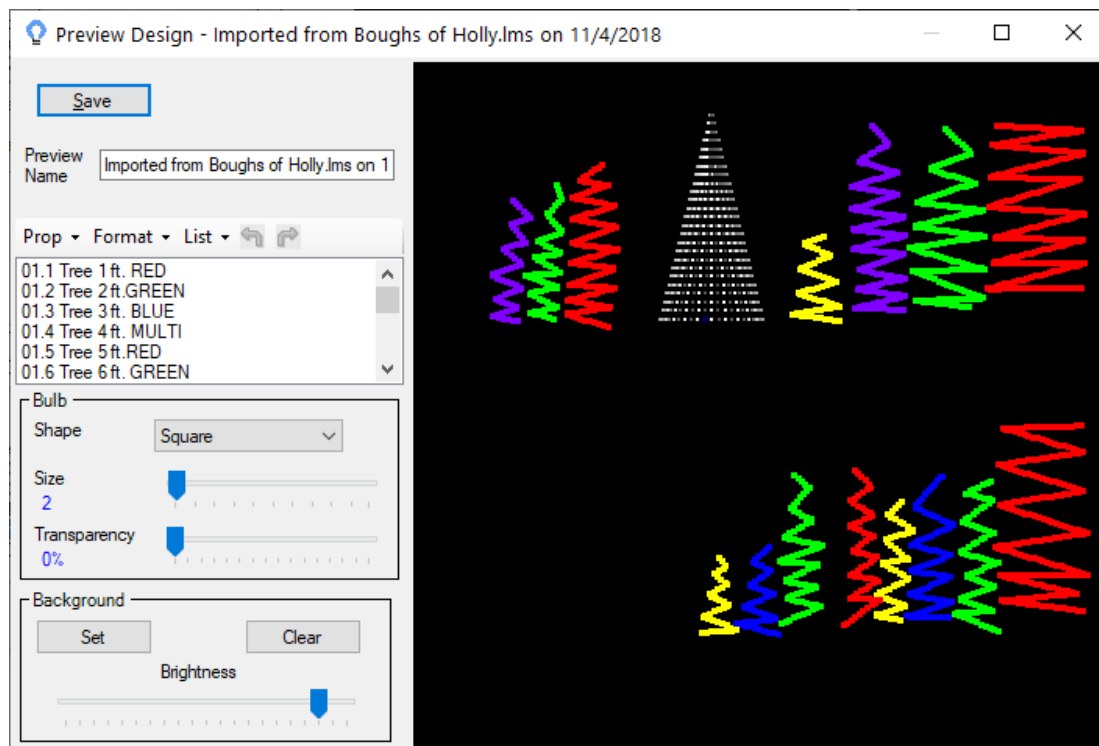 Preview Design - Imported from Boughs of Holly.lms on 11/4/2018
Save
Preview Name
Imported from Boughs of Holly.lms on 1
Prop Format List
01.1 Tree 1 ft. RED
01.2 Tree 2 ft.GREEN
01.3 Tree 3 ft. BLUE
01.4 Tree 4 ft. MULTI
01.5 Tree 5 ft.RED
01.6 Tree 6 ft. GREEN
Bulb
Shape Square
Size
2
Transparency
0%
Background
Set Clear
Brightness